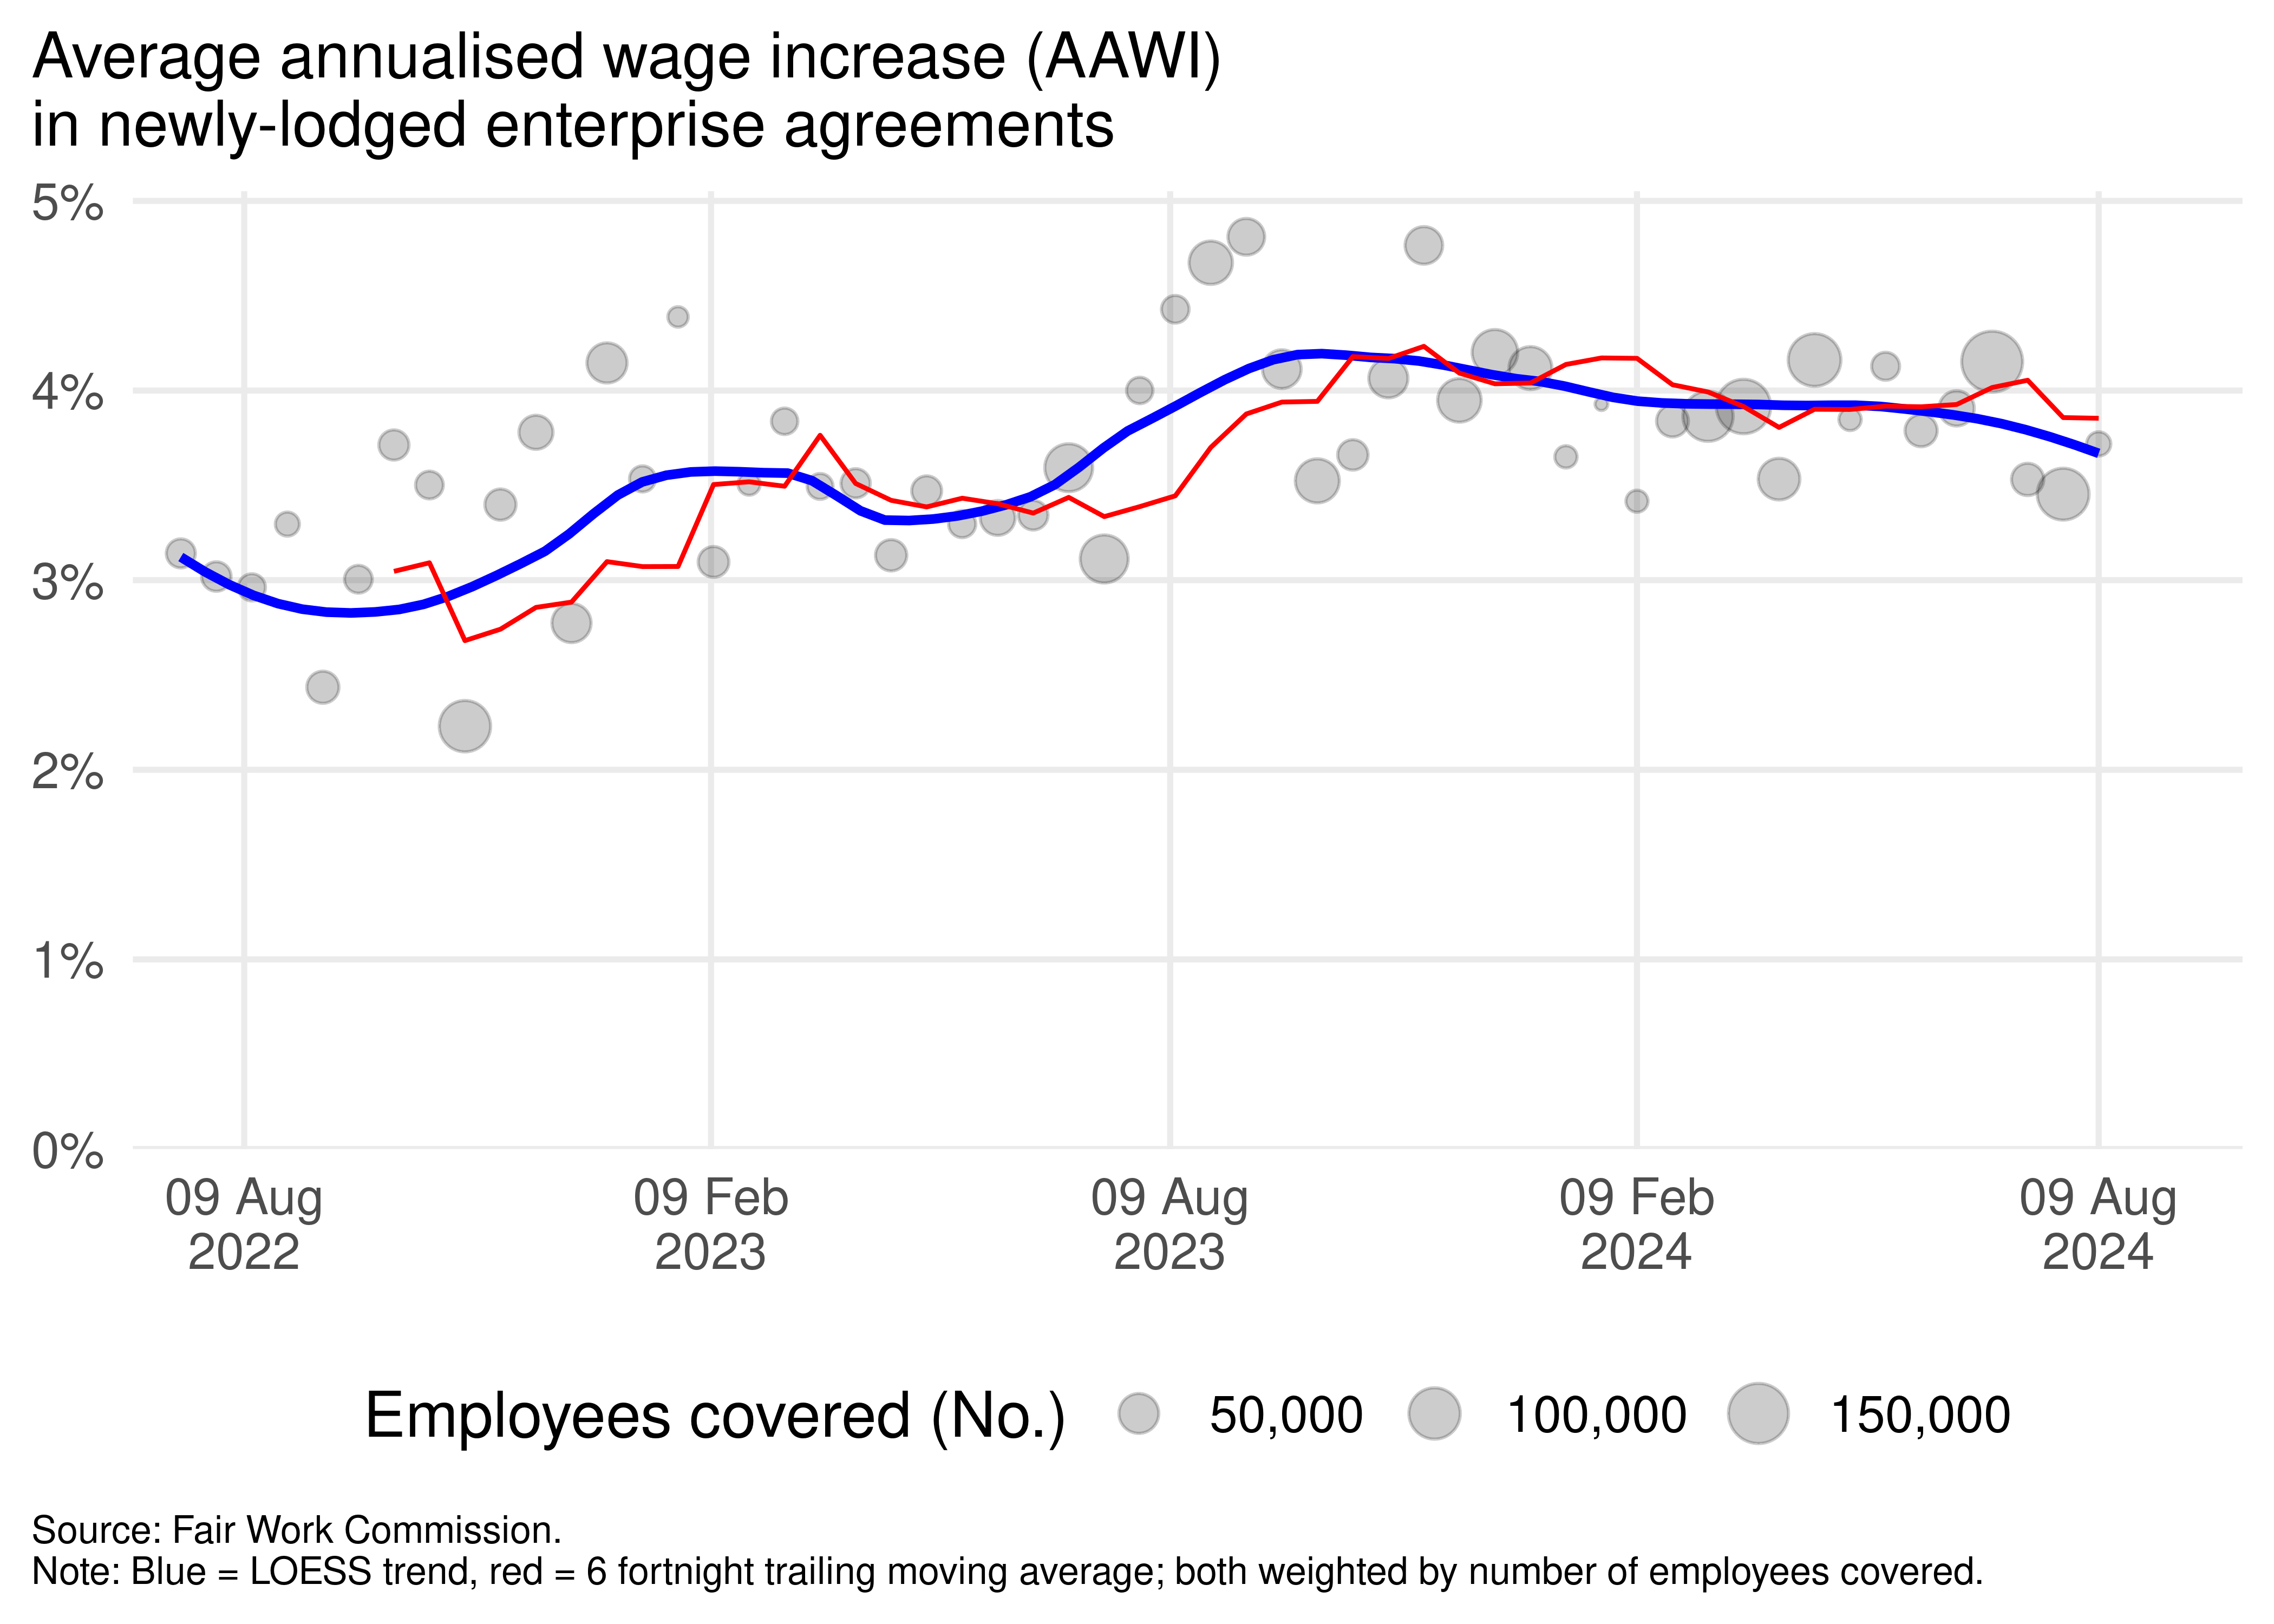 Average annualised wage increase (AAWI)
in newly-lodged enterprise agreements
5%
4%
3%
2%
1%
0%
09 Aug
2022
09 Feb
2023
09 Aug
2023
09 Feb
2024
09 Aug
2024
Employees covered (No.)
50,000
100,000
150,000
Source: Fair Work Commission.
Note: Blue = LOESS trend, red = 6 fortnight trailing moving average; both weighted by number of employees covered.